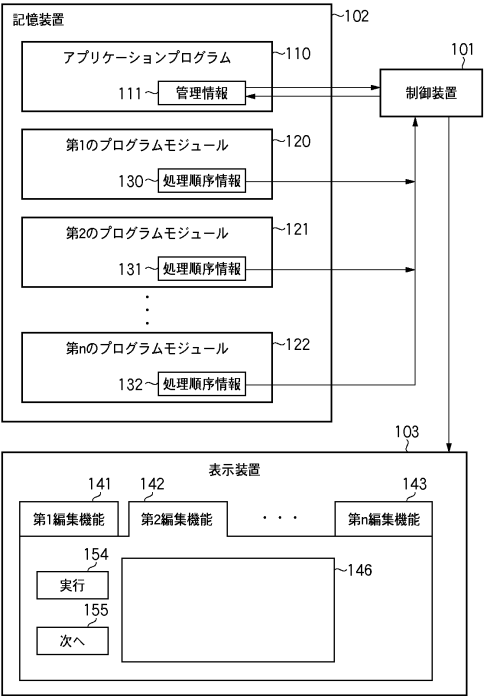 記憶装置
102
アプリケーションプログラム
110
111
管理情報
101
制御装置
第1のプログラムモジュール
120
130
処理順序情報
第2のプログラムモジュール
121
131
処理順序情報
第nのプログラムモジュール
122
132
処理順序情報
103
表示装置
141
142
143
第1編集機能
第2編集機能
・・・
第n編集機能
154
実行
146
155
次へ